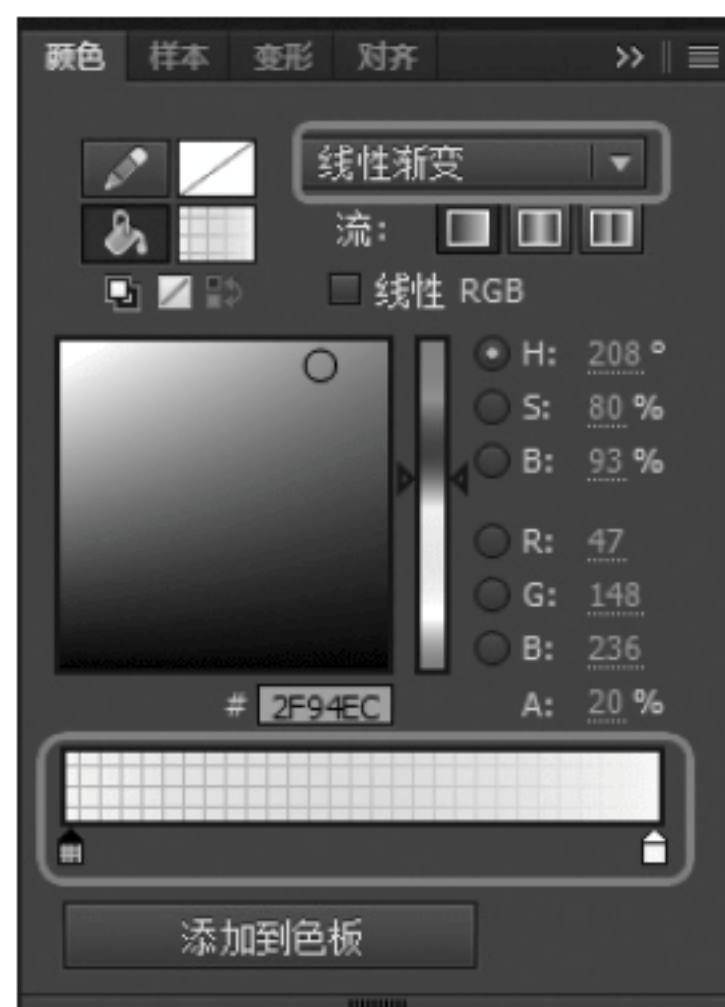 颜色 样本 变形 对齐
线性渐变
流:
线性 RGB
H: 208 °
S: 80 %
B: 93 %
R: 47
G: 148
B: 236
# 2F94EC A: 20 %
添加到色板